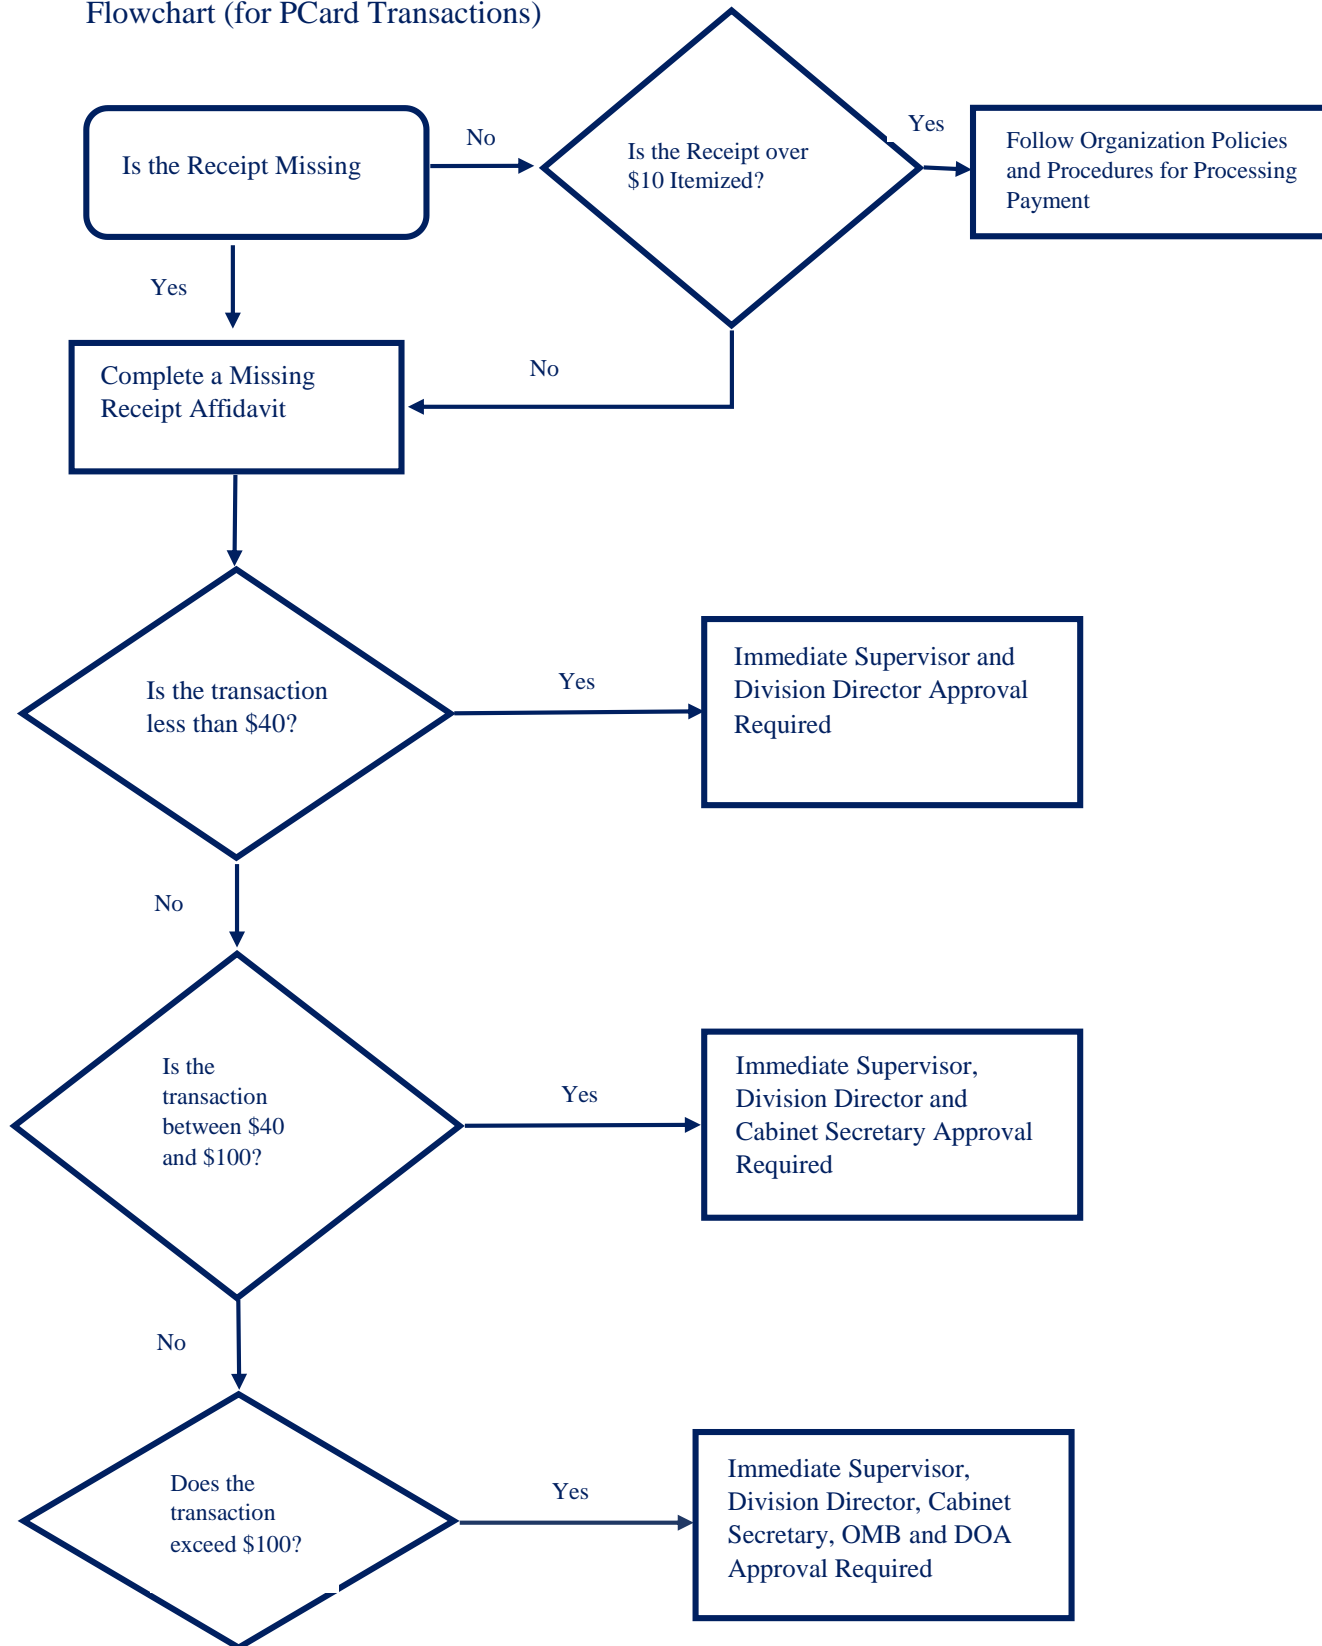 Flowchart (for PCard Transactions)
Is the Receipt Missing
No
Is the Receipt over
$10 Itemized?
Yes
Follow Organization Policies
and Procedures for Processing
Payment
Yes
Complete a Missing
Receipt Affidavit
No
Is the transaction
less than $40?
Yes
Immediate Supervisor and
Division Director Approval
Required
No
Is the
transaction
between $40
and $100?
Yes
Immediate Supervisor,
Division Director and
Cabinet Secretary Approval
Required
No
Does the
transaction
exceed $100?
Yes
Immediate Supervisor,
Division Director, Cabinet
Secretary, OMB and DOA
Approval Required